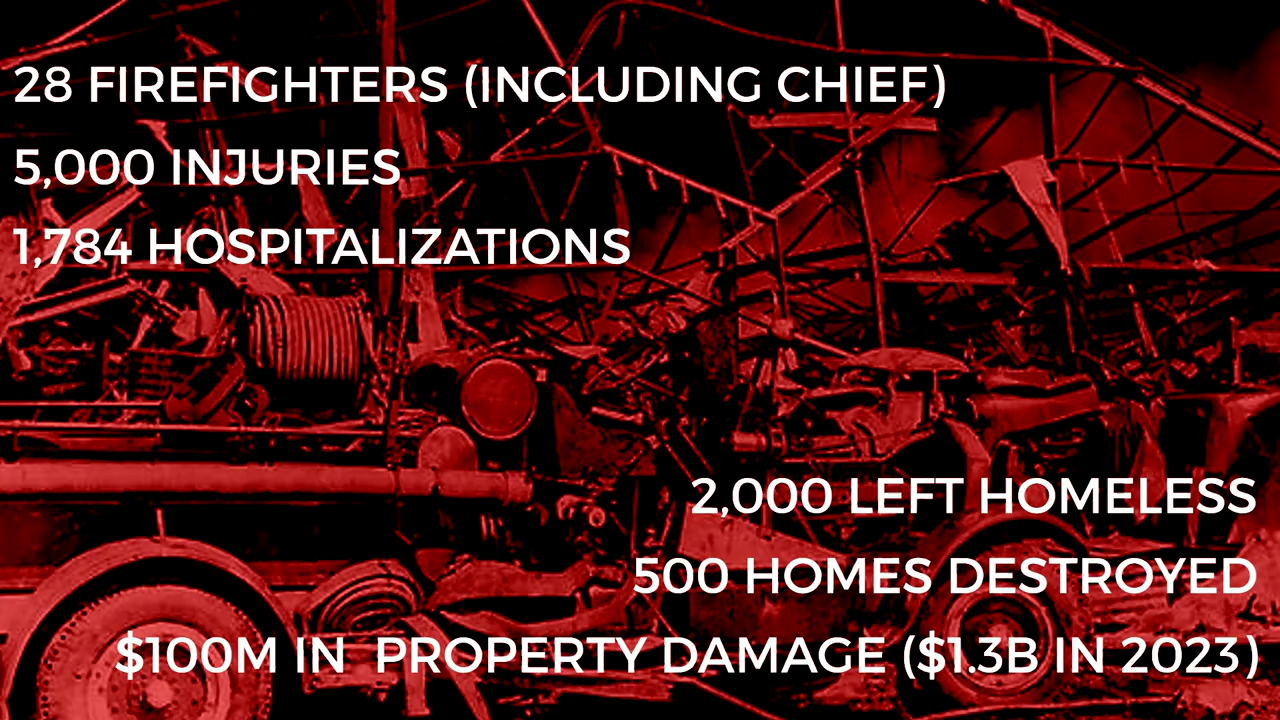 28 FIREFIGHTERS (INCLUDING CHIEF)
5,000 INJURIES
1,784 HOSPITALIZATIONS
2,000 LEFT HOMELESS
500 HOMES DESTROYED
$100M IN  PROPERTY DAMAGE ($1.3B IN 2023)